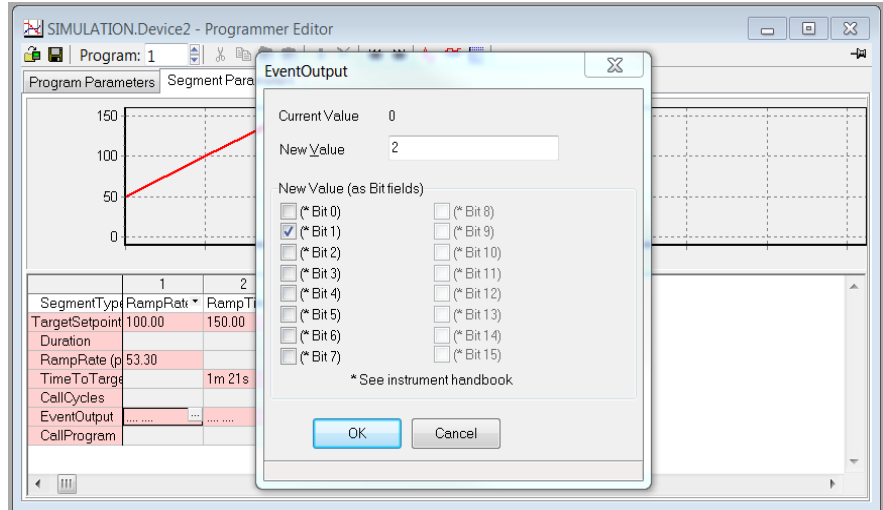 SIMULATION.Device2 - Programmer Editor
Program: 1
Program Parameters Segment Para
150
100
50
0
1 2
SegmentType RampRate RampTi
TargetSetpoint 100.00 150.00
Duration
RampRate (p 53.30
TimeToTarge 1m 21s
CallCycles
EventOutput .... .... ... .... ....
CallProgram
EventOutput
Current Value 0
New Value 2
New Value (as Bitfields)
(* Bit 0) (* Bit 8)
(* Bit 1) (* Bit 9)
(* Bit 2) (* Bit 10)
(* Bit 3) (* Bit 11)
(* Bit 4) (* Bit 12)
(* Bit 5) (* Bit 13)
(* Bit 6) (* Bit 14)
(* Bit 7) (* Bit 15)
* See instrument handbook
OK Cancel